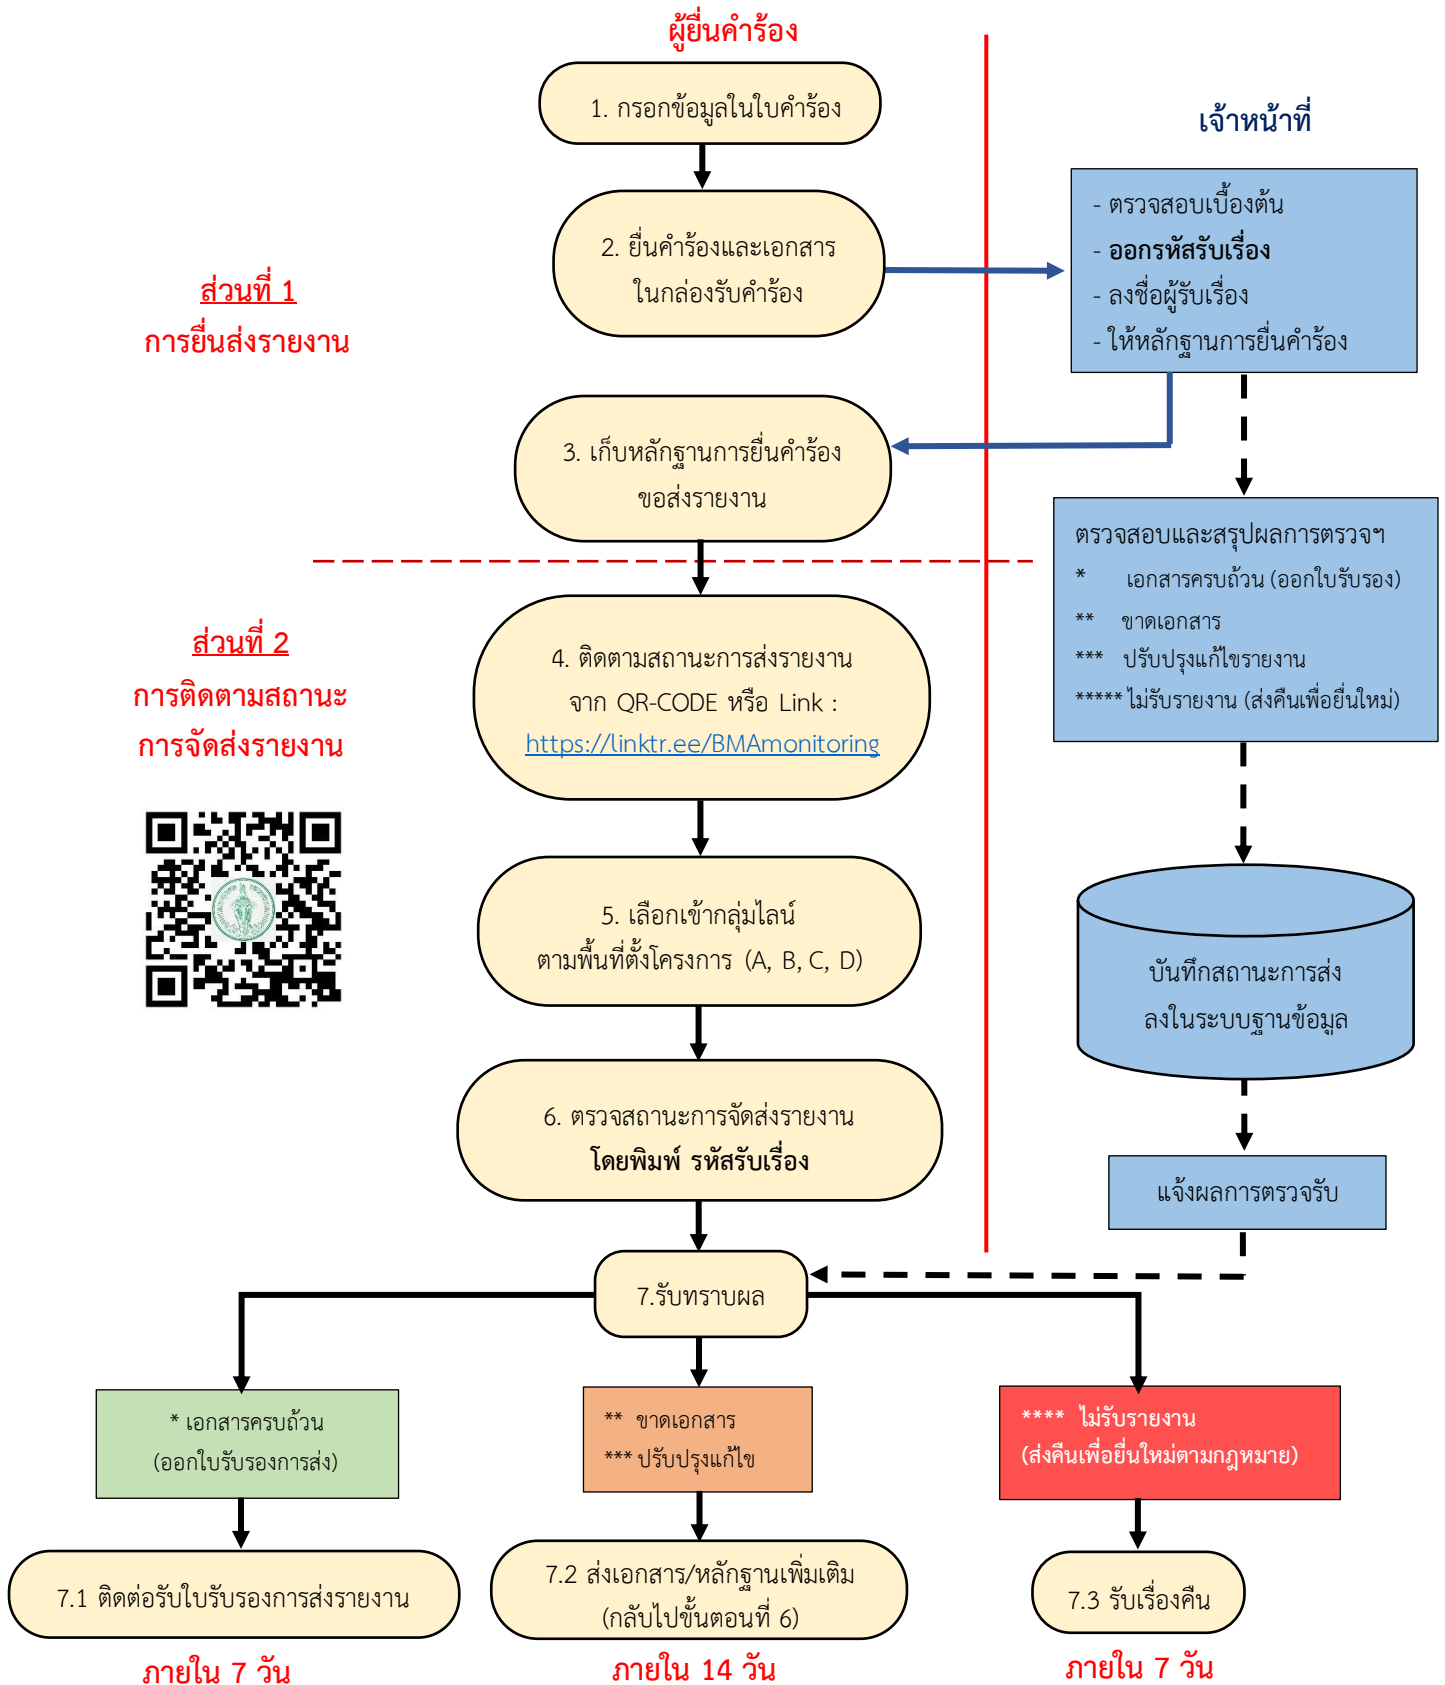 ผู้ยื่นคำร้อง
1. กรอกข้อมูลในใบคำร้อง
เจ้าหน้าที่
2. ยื่นคำร้องและเอกสาร
ในกล่องรับคำร้อง
- ตรวจสอบเบื้องต้น
- ออกรหัสรับเรื่อง
- ลงชื่อผู้รับเรื่อง
- ให้หลักฐานการยื่นคำร้อง
ส่วนที่ 1
การยื่นส่งรายงาน
3. เก็บหลักฐานการยื่นคำร้อง
ขอส่งรายงาน
ตรวจสอบและสรุปผลการตรวจฯ
* เอกสารครบถ้วน (ออกใบรับรอง)
** ขาดเอกสาร
*** ปรับปรุงแก้ไขรายงาน
***** ไม่รับรายงาน (ส่งคืนเพื่อยื่นใหม่)
ส่วนที่ 2
การติดตามสถานะ
การจัดส่งรายงาน
4. ติดตามสถานะการส่งรายงาน
จาก QR-CODE หรือ Link :
https://linktr.ee/BMAmonitoring
5. เลือกเข้ากลุ่มไลน์
ตามพื้นที่ตั้งโครงการ (A, B, C, D)
บันทึกสถานะการส่ง
ลงในระบบฐานข้อมูล
6. ตรวจสถานะการจัดส่งรายงาน
โดยพิมพ์ รหัสรับเรื่อง
แจ้งผลการตรวจรับ
7.รับทราบผล
* เอกสารครบถ้วน
(ออกใบรับรองการส่ง)
** ขาดเอกสาร
*** ปรับปรุงแก้ไข
**** ไม่รับรายงาน
(ส่งคืนเพื่อยื่นใหม่ตามกฎหมาย)
7.1 ติดต่อรับใบรับรองการส่งรายงาน
7.2 ส่งเอกสาร/หลักฐานเพิ่มเติม
(กลับไปขั้นตอนที่ 6)
7.3 รับเรื่องคืน
ภายใน 7 วัน
ภายใน 14 วัน
ภายใน 7 วัน